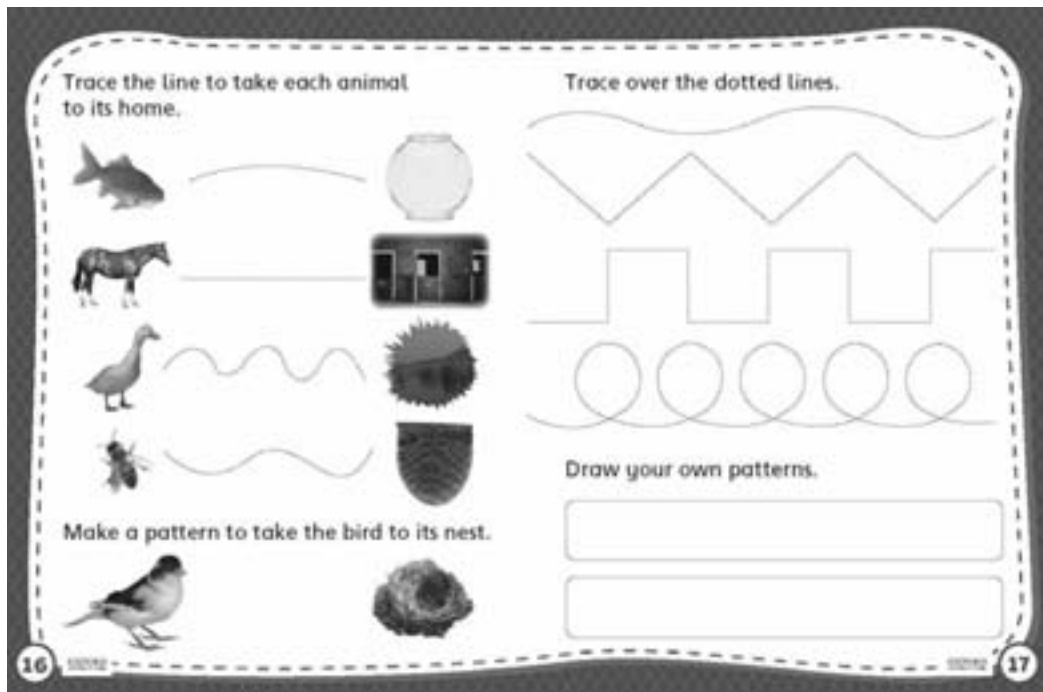 Trace the line to take each animal
to its home.
Make a pattern to take the bird to its nest.
16
Trace over the dotted lines.
Draw your own patterns.
17